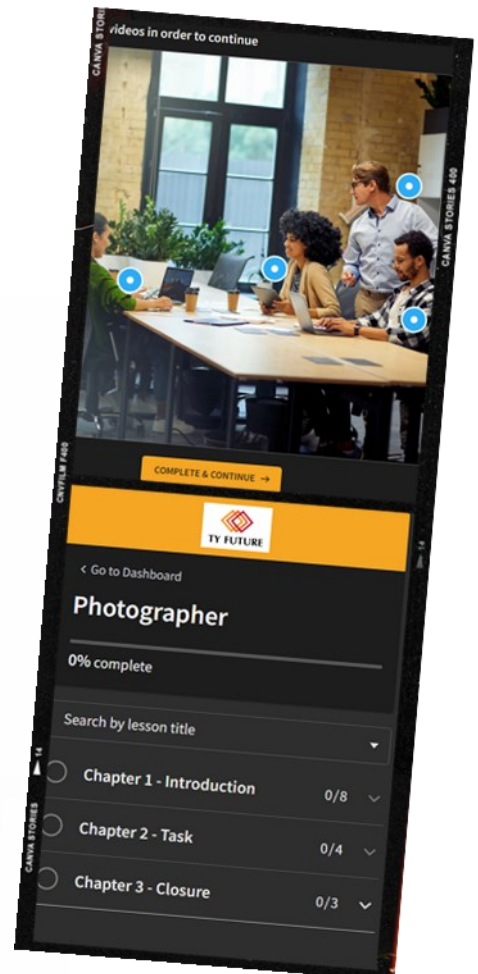 CANVA STORIES
videos in order to continue
CANVA STORIES 400
CNVFILM F400
COMPLETE & CONTINUE →
TY FUTURE
14
< Go to Dashboard
Photographer
0% complete
Search by lesson title
14
Chapter 1 - Introduction 0/8
Chapter 2 - Task 0/4
Chapter 3 - Closure 0/3
CANVA STORIES